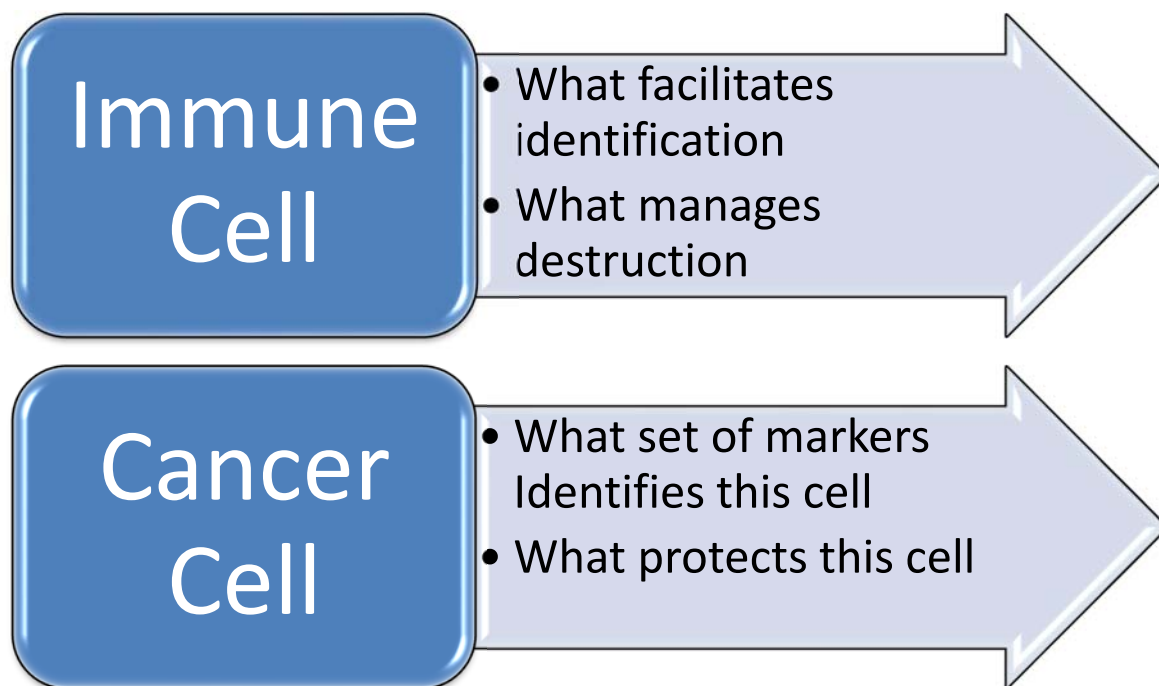 Immune
Cell
• What facilitates
identification
• What manages
destruction
Cancer
Cell
• What set of markers
Identifies this cell
• What protects this cell